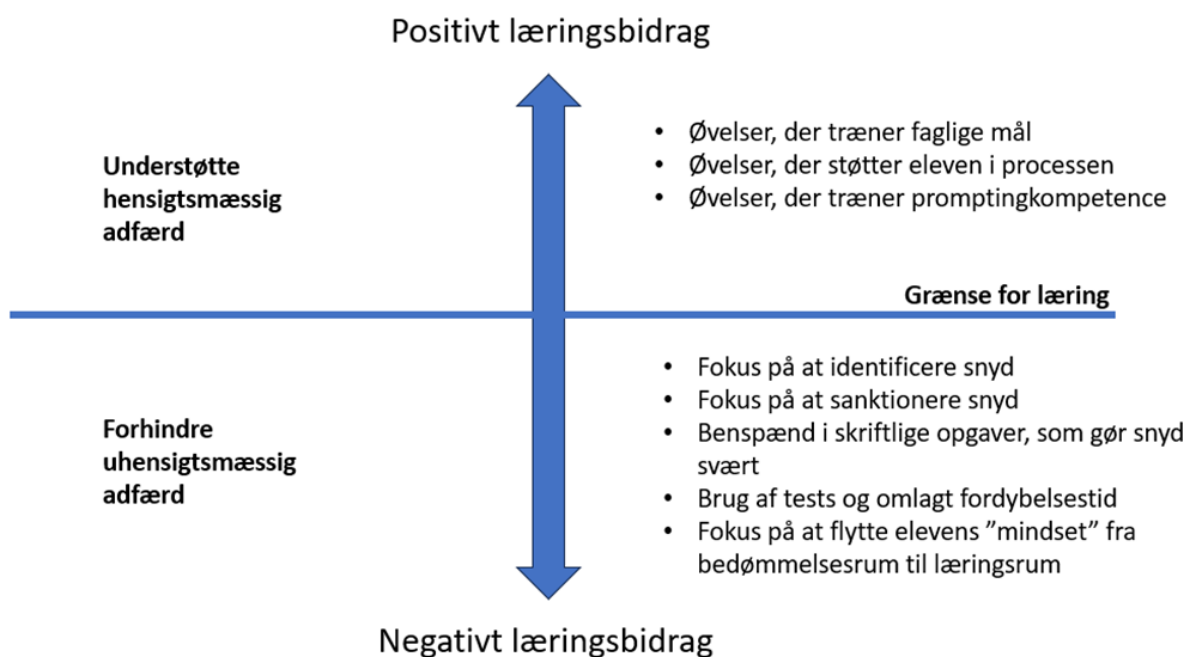 Positivt læringsbidrag
Understøtte
hensigtsmæssig
adfærd
• Øvelser, der træner faglige mål
• Øvelser, der støtter eleven i processen
• Øvelser, der træner promptingkompetence
Grænse for læring
Forhindre
uhensigtsmæssig
adfærd
• Fokus på at identificere snyd
• Fokus på at sanktionere snyd
• Benspænd i skriftlige opgaver, som gør snyd
svært
• Brug af tests og omlagt fordybelsestid
• Fokus på at flytte elevens ”mindset” fra
bedømmelsesrum til læringsrum
Negativt læringsbidrag